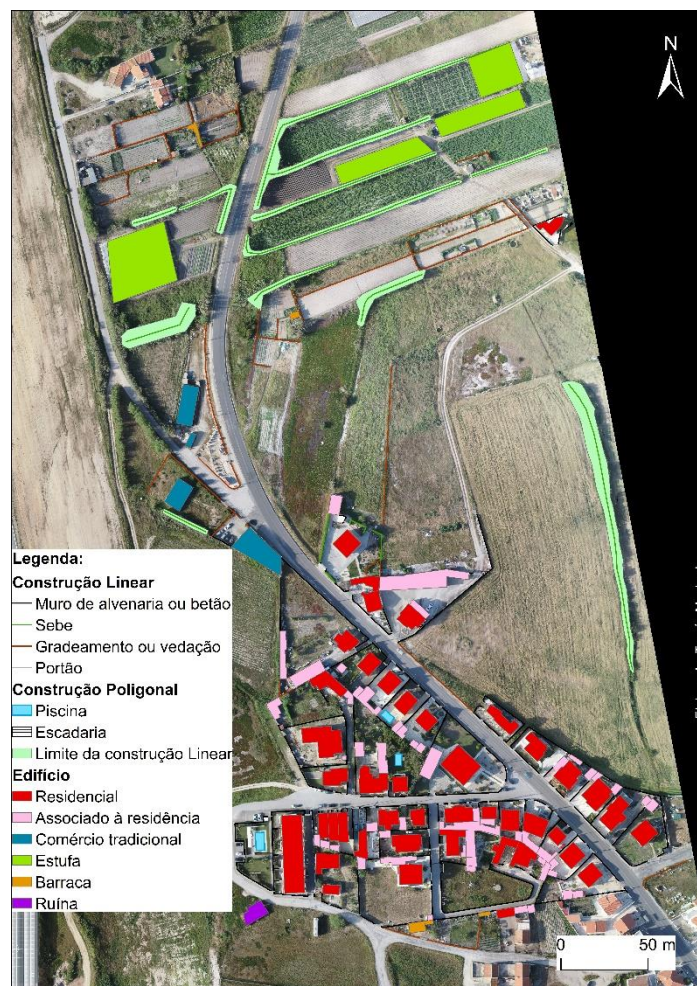 N
Legenda:
Construção Linear
Muro de alvenaria ou betão
Sebe
Gradeamento ou vedação
Portão
Construção Poligonal
Piscina
Escadaria
Limite da construção Linear
Edifício
Residencial
Associado à residência
Comércio tradicional
Estufa
Barraca
Ruína
0 50 m